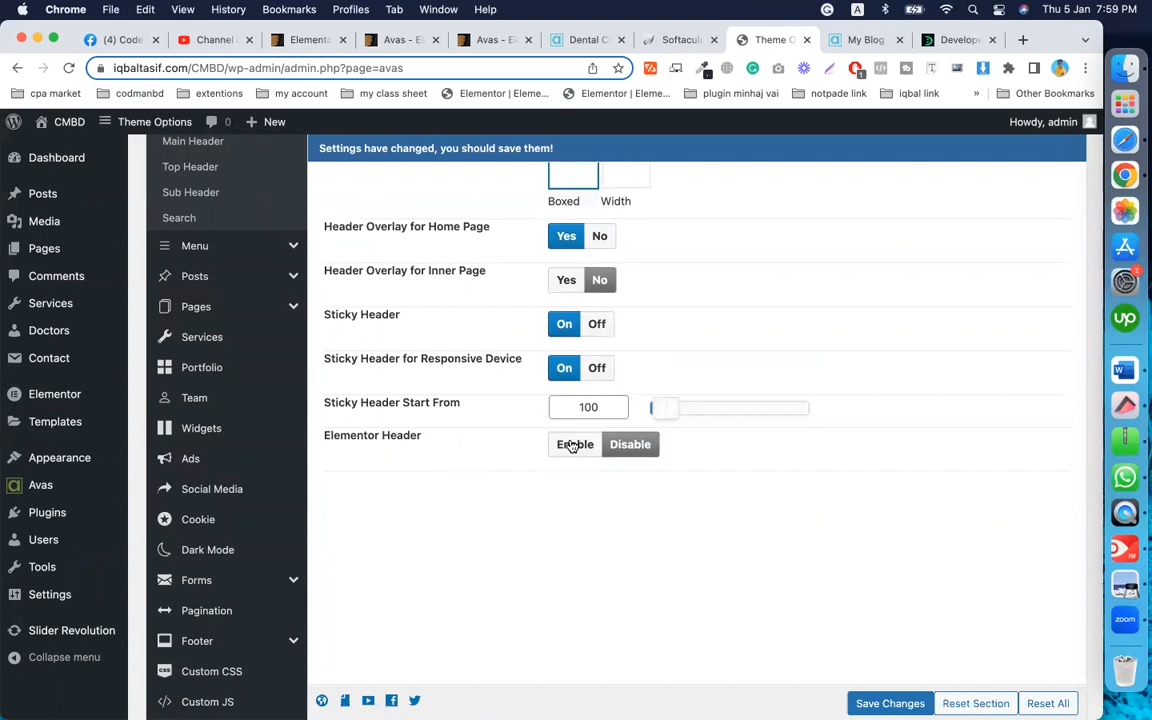 Chrome File Edit View History Bookmarks Profiles Tab Window Help A Thu 5 Jan 7:59 PM
(4) Code Channel Elemento Avas - El Avas - Ex Dental Cl Softacul Theme O My Blog Develop
iqbaltasif.com/CMBD/wp-admin/admin.php?page=avas
cpa market codmanbd extentions my account my class sheet Elementor | Eleme... Elementor | Eleme... plugin minhaj vai notpade link iqbal link » Other Bookmarks
CMBD Theme Options 0 New Howdy, admin
Dashboard
Posts
Media
Pages
Comments
Services
Doctors
Contact
Elementor
Templates
Appearance
Avas
Plugins
Users
Tools
Settings
Slider Revolution
Collapse menu
Main Header
Top Header
Sub Header
Search
Menu
Posts
Pages
Services
Portfolio
Team
Widgets
Ads
Social Media
Cookie
Dark Mode
Forms
Pagination
Footer
Custom CSS
Custom JS
Settings have changed, you should save them!
Boxed Width
Header Overlay for Home Page Yes No
Header Overlay for Inner Page Yes No
Sticky Header On Off
Sticky Header for Responsive Device On Off
Sticky Header Start From 100
Elementor Header Enable Disable
Save Changes Reset Section Reset All
2
up
W
zoom